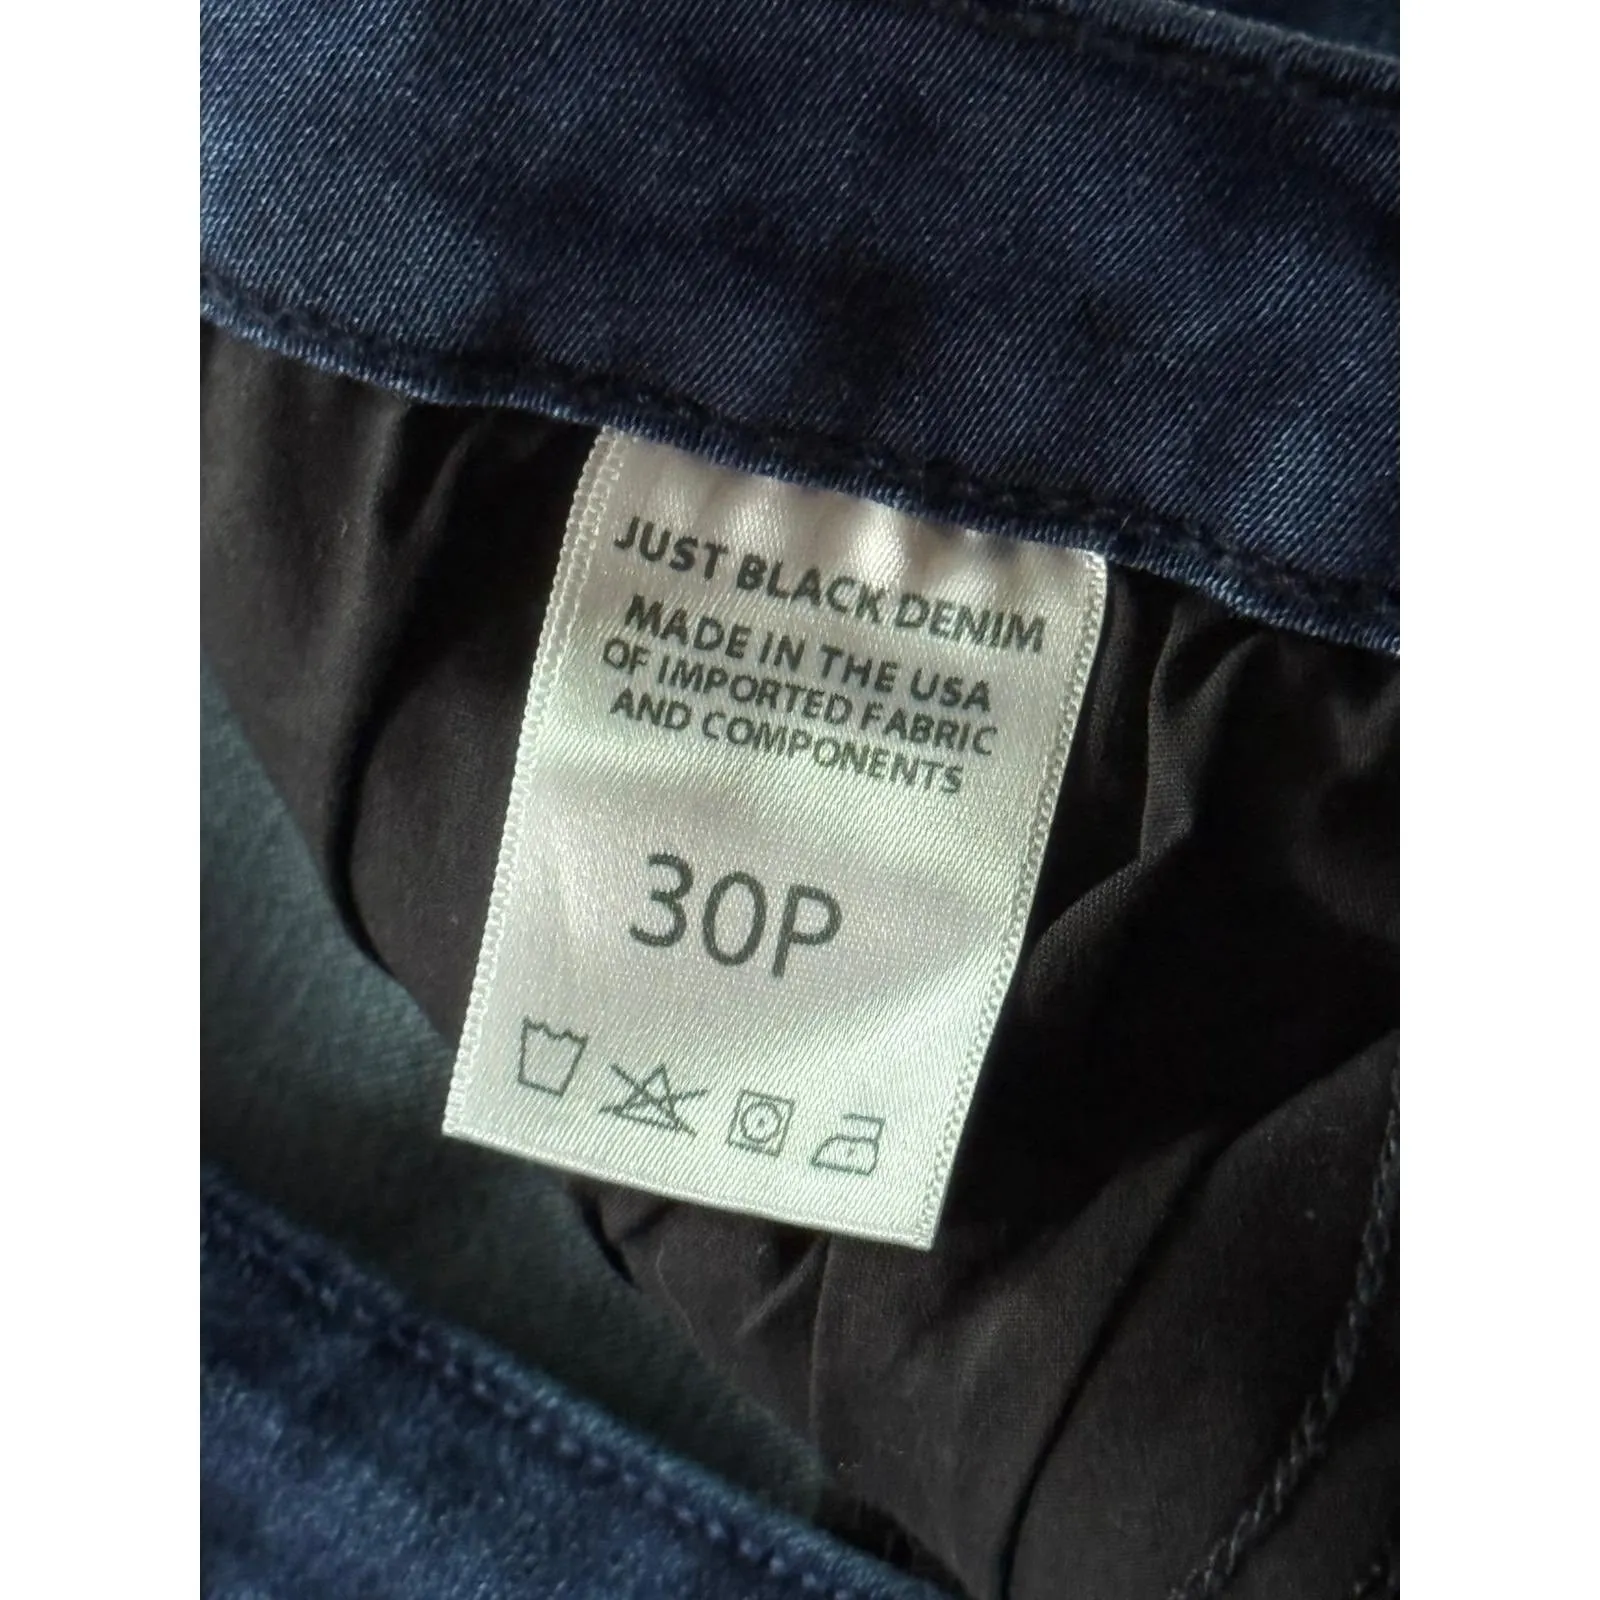 JUST BLACK DENIM
MADE IN THE USA
OF IMPORTED FABRIC
AND COMPONENTS
30P